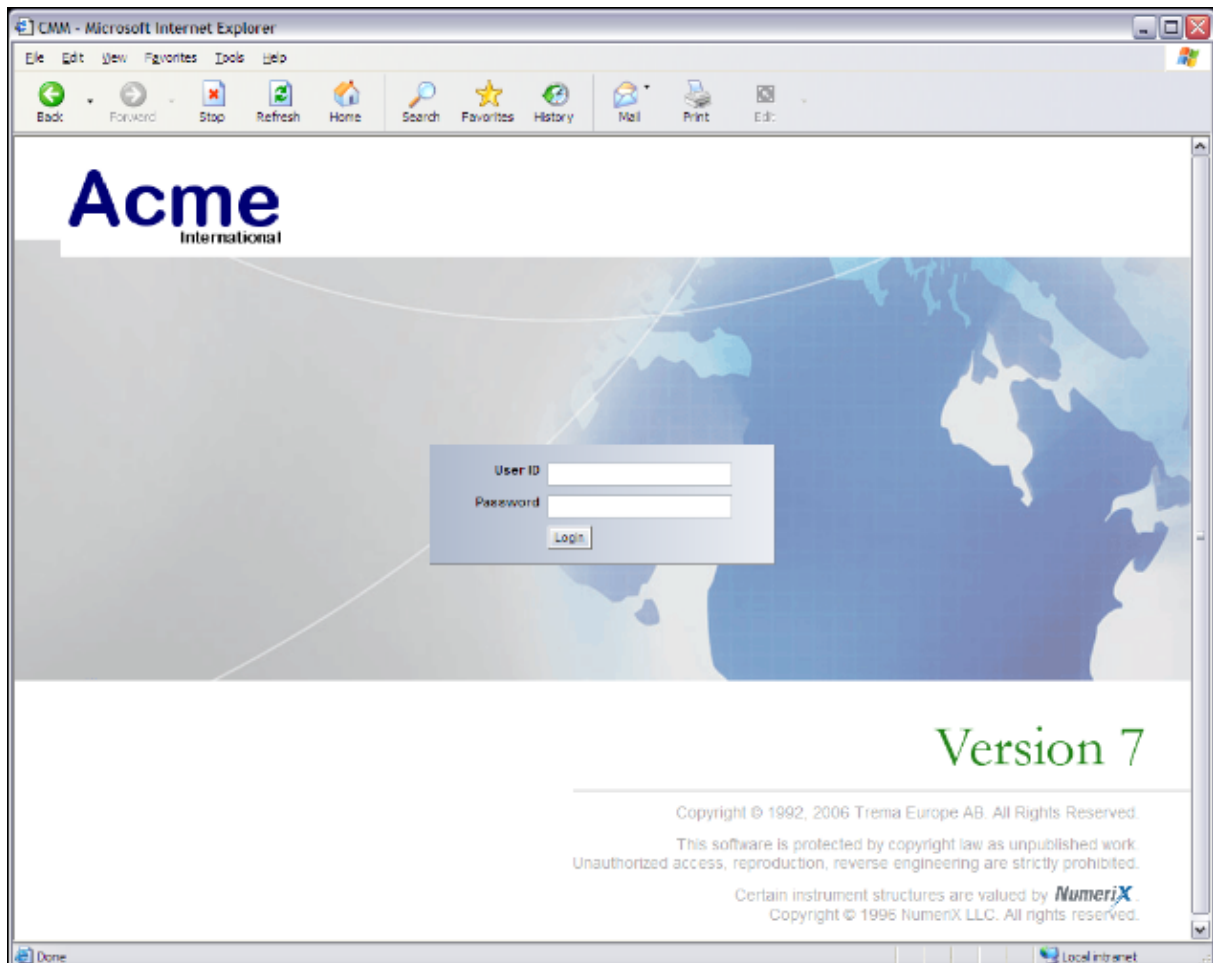 CMM - Microsoft Internet Explorer
File Edit View Favorites Tools Help
Back Forward Stop Refresh Home Search Favorites History Mail Print Edit
Acme
International
User ID
Password
Login
Version 7
Copyright © 1992, 2006 Trema Europe AB. All Rights Reserved.
This software is protected by copyright law as unpublished work.
Unauthorized access, reproduction, reverse engineering are strictly prohibited.
Certain instrument structures are valued by NumeriX.
Copyright © 1996 NumeriX LLC. All rights reserved.
Done Local intranet